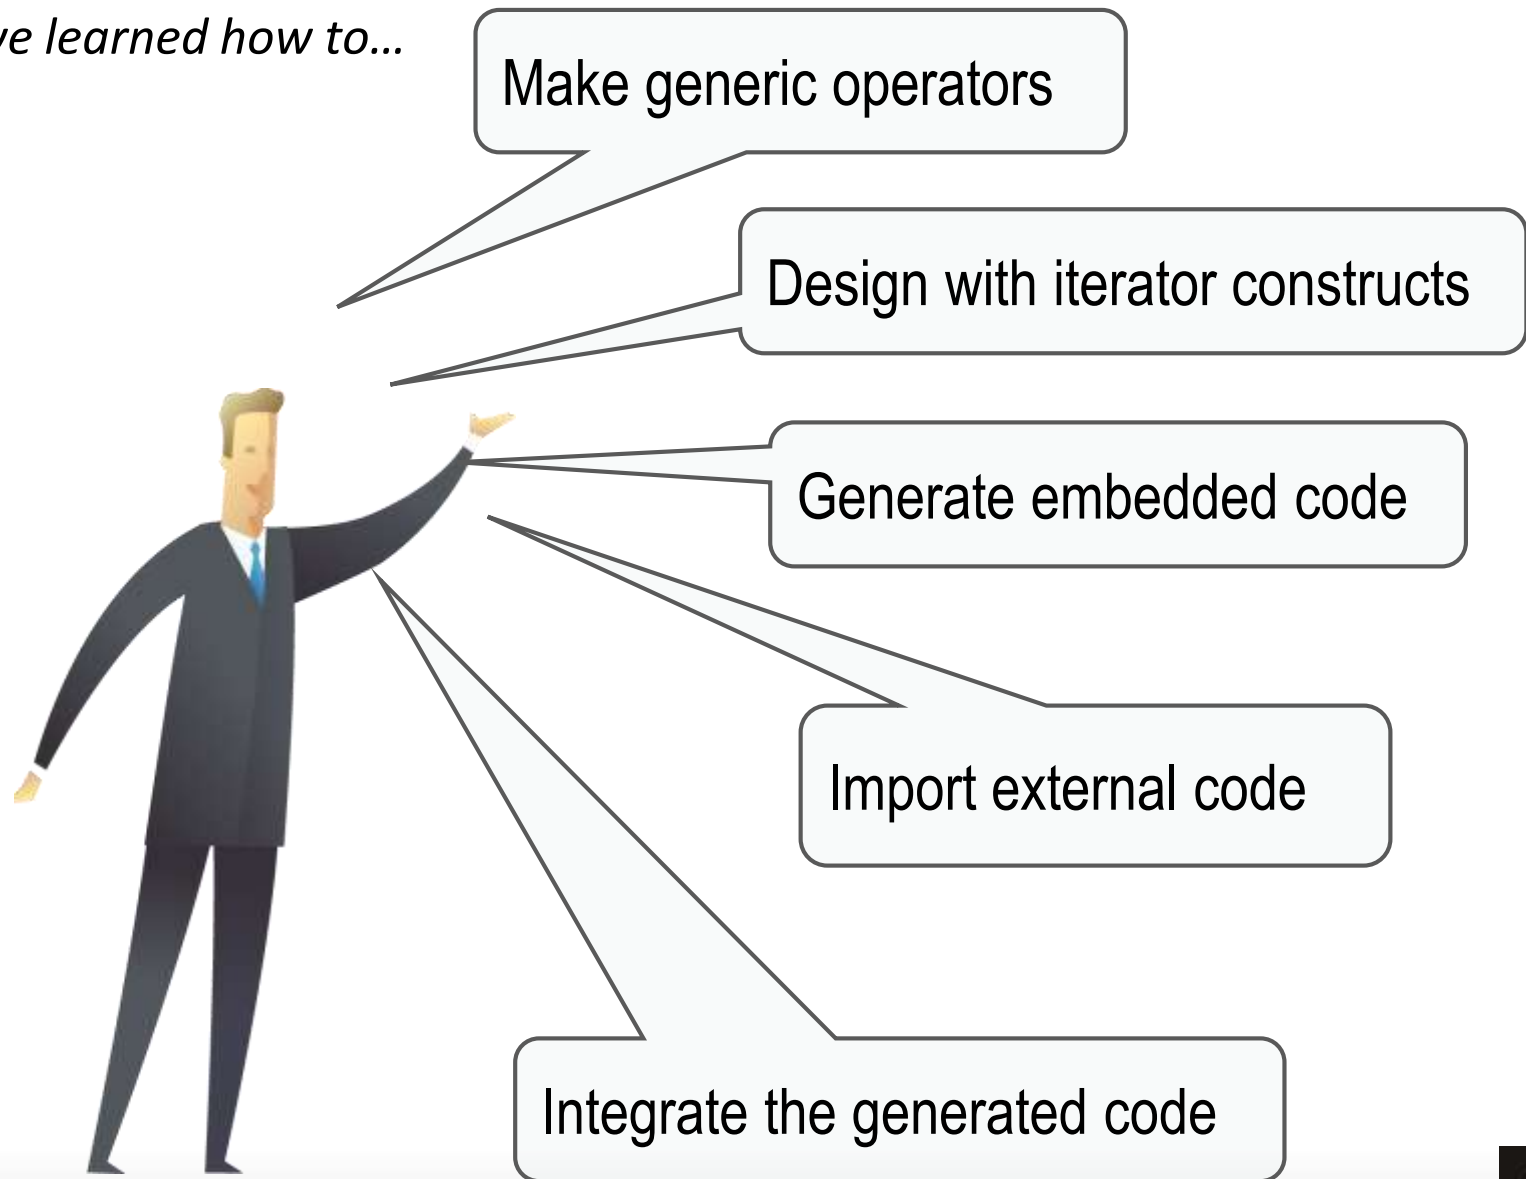 ve learned how to...
Make generic operators
Design with iterator constructs
Generate embedded code
Import external code
Integrate the generated code